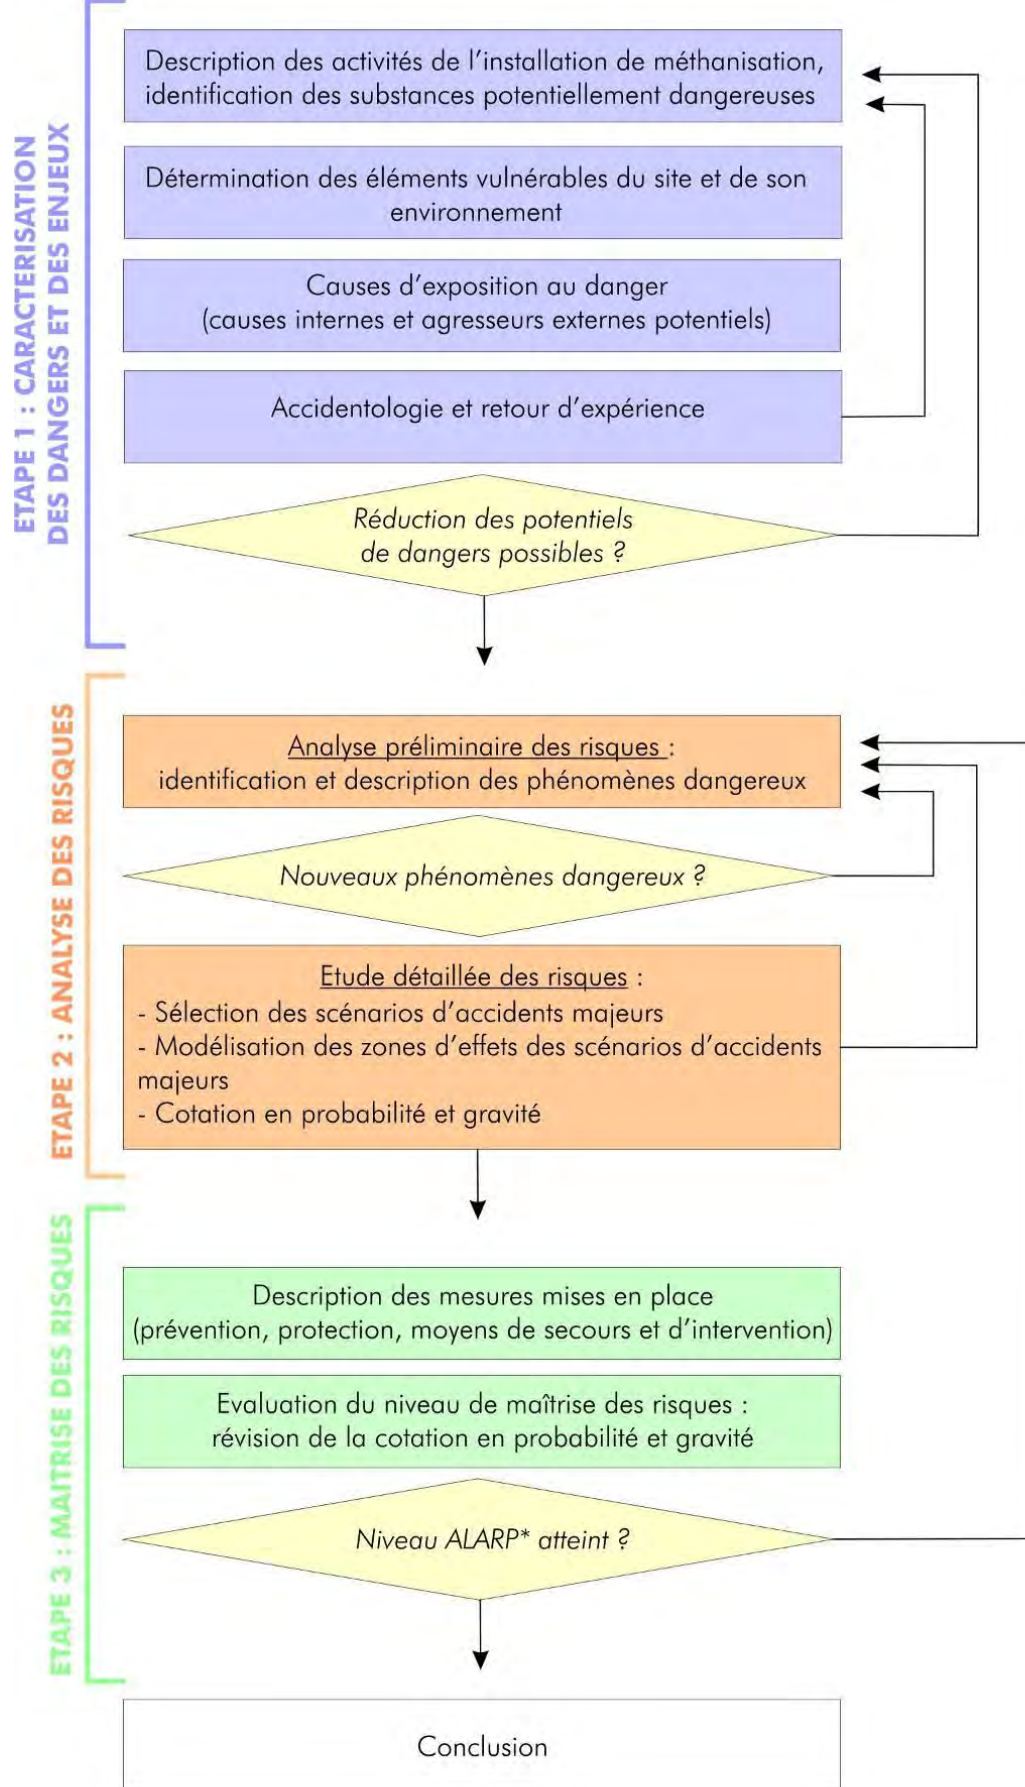 ETAPE 1 : CARACTERISATION
DES DANGERS ET DES ENJEUX
Description des activités de l'installation de méthanisation,
identification des substances potentiellement dangereuses
Détermination des éléments vulnérables du site et de son
environnement
Causes d'exposition au danger
(causes internes et agresseurs externes potentiels)
Accidentologie et retour d'expérience
Réduction des potentiels
de dangers possibles ?
ETAPE 2 : ANALYSE DES RISQUES
Analyse préliminaire des risques :
identification et description des phénomènes dangereux
Nouveaux phénomènes dangereux ?
Etude détaillée des risques :
- Sélection des scénarios d'accidents majeurs
- Modélisation des zones d'effets des scénarios d'accidents
majeurs
- Cotation en probabilité et gravité
ETAPE 3 : MAITRISE DES RISQUES
Description des mesures mises en place
(prévention, protection, moyens de secours et d'intervention)
Evaluation du niveau de maîtrise des risques :
révision de la cotation en probabilité et gravité
Niveau ALARP* atteint ?
Conclusion